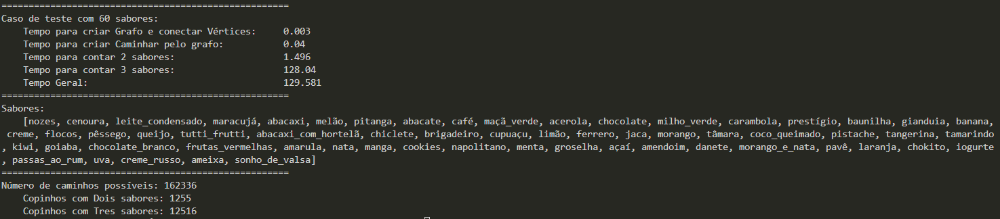 =====================================================
Caso de teste com 60 sabores:
    Tempo para criar Grafo e conectar Vértices:     0.003
    Tempo para criar Caminhar pelo grafo:           0.04
    Tempo para contar 2 sabores:                    1.496
    Tempo para contar 3 sabores:                    128.04
    Tempo Geral:                                    129.581
=====================================================
Sabores:
    [nozes, cenoura, leite_condensado, maracujá, abacaxi, melão, pitanga, abacate, café, maçã_verde, acerola, chocolate, milho_verde, carambola, prestígio, baunilha, gianduia, banana,
 creme, flocos, pêssego, queijo, tutti_frutti, abacaxi_com_hortelã, chiclete, brigadeiro, cupuaçu, limão, ferrero, jaca, morango, tâmara, coco_queimado, pistache, tangerina, tamarindo
, kiwi, goiaba, chocolate_branco, frutas_vermelhas, amarula, nata, manga, cookies, napolitano, menta, groselha, açaí, amendoim, danete, morango_e_nata, pavê, laranja, chokito, iogurte
, passas_ao_rum, uva, creme_russo, ameixa, sonho_de_valsa]
=====================================================
Número de caminhos possíveis: 162336
    Copinhos com Dois sabores: 1255
    Copinhos com Tres sabores: 12516